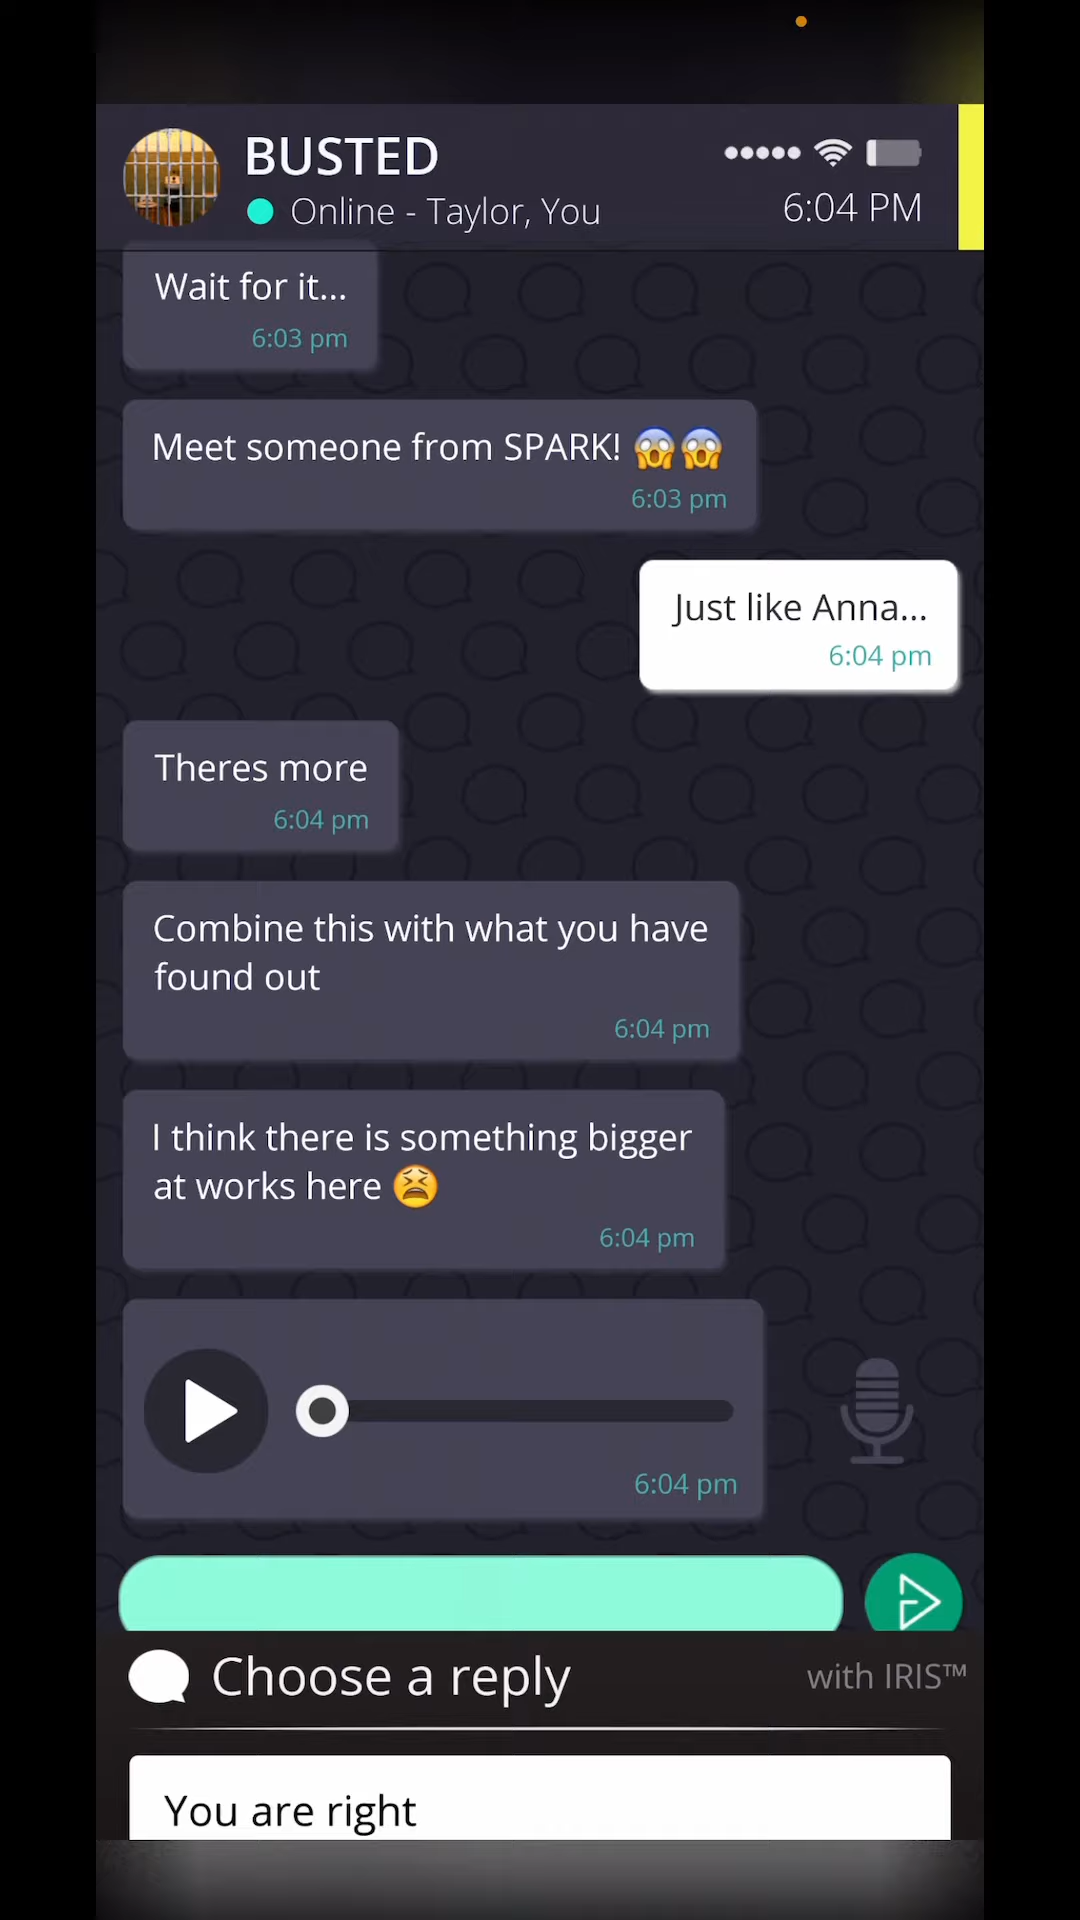 BUSTED
Online - Taylor, You
6:04 PM
Wait for it...
6:03 pm
Meet someone from SPARK! 😱😱
6:03 pm
Just like Anna...
6:04 pm
Theres more
6:04 pm
Combine this with what you have
found out
6:04 pm
I think there is something bigger
at works here 😫
6:04 pm
6:04 pm
Choose a reply
with IRIS™
You are right